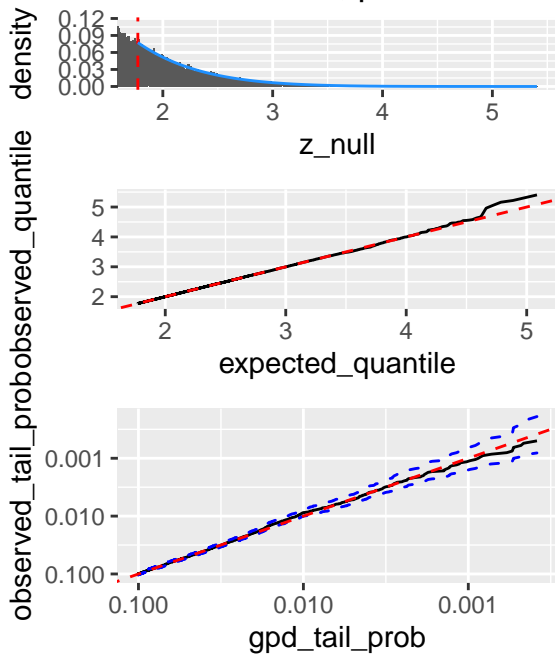 density
0.12
0.09
0.06
0.03
0.00
2 3 4 5
z_null
observed_quantile
5
4
3
2
2 3 4 5
expected_quantile
observed_tail_prob
0.001
0.010
0.100
0.100 0.010 0.001
gpd_tail_prob